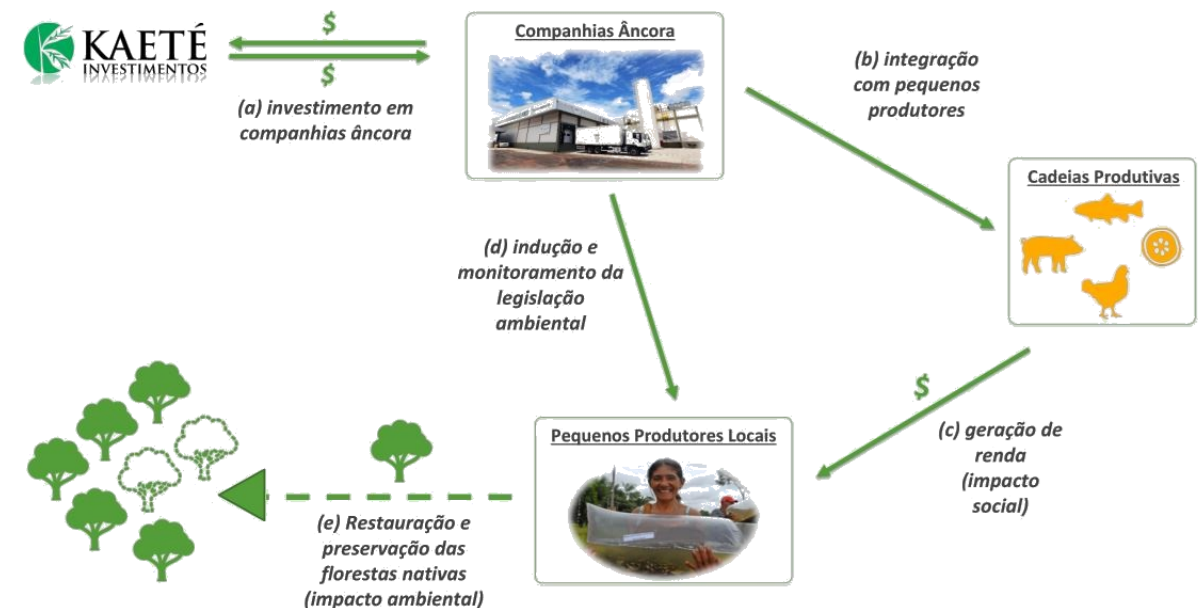 KAETÉ
INVESTIMENTOS
$
$
(a) investimento em
companhias âncora
Companhias Âncora
(b) integração
com pequenos
produtores
Cadeias Produtivas
(d) indução e
monitoramento da
legislação
ambiental
$
(c) geração de
renda
(impacto
social)
Pequenos Produtores Locais
(e) Restauração e
preservação das
florestas nativas
(impacto ambiental)